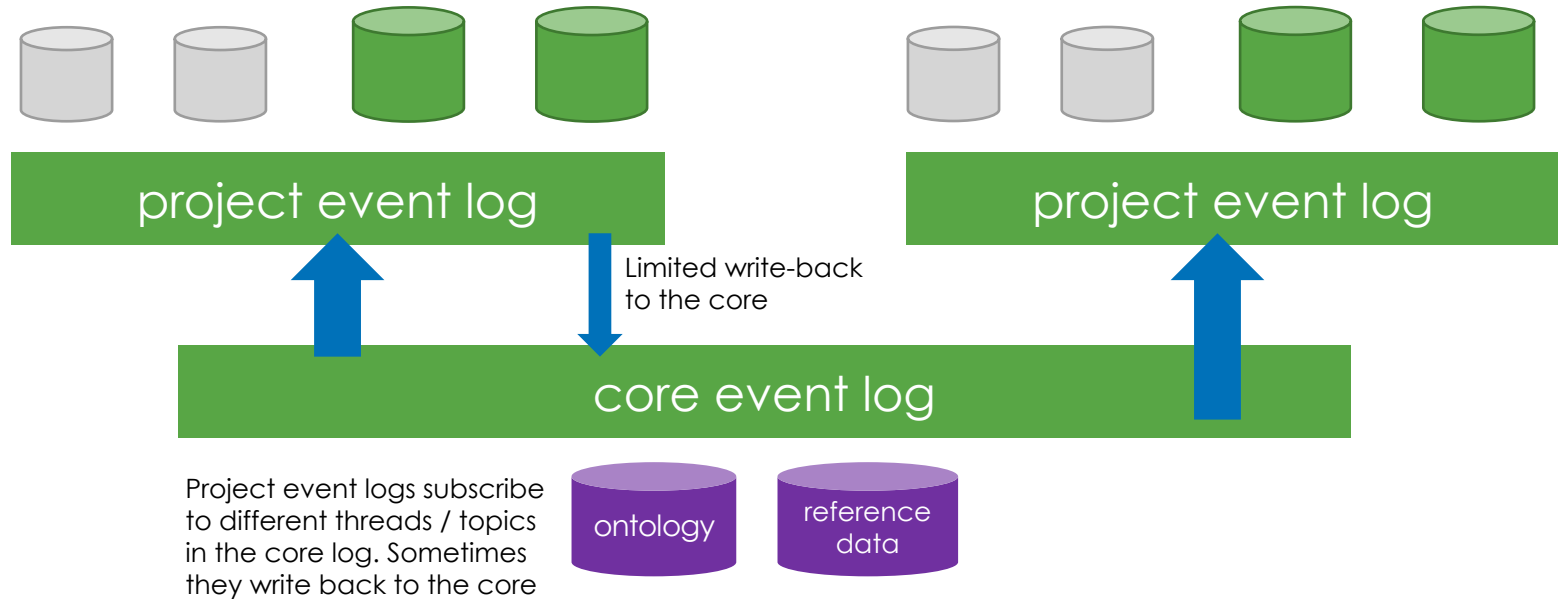 project event log
project event log
Limited write-back
to the core
core event log
Project event logs subscribe
to different threads / topics
in the core log. Sometimes
they write back to the core
ontology
reference
data